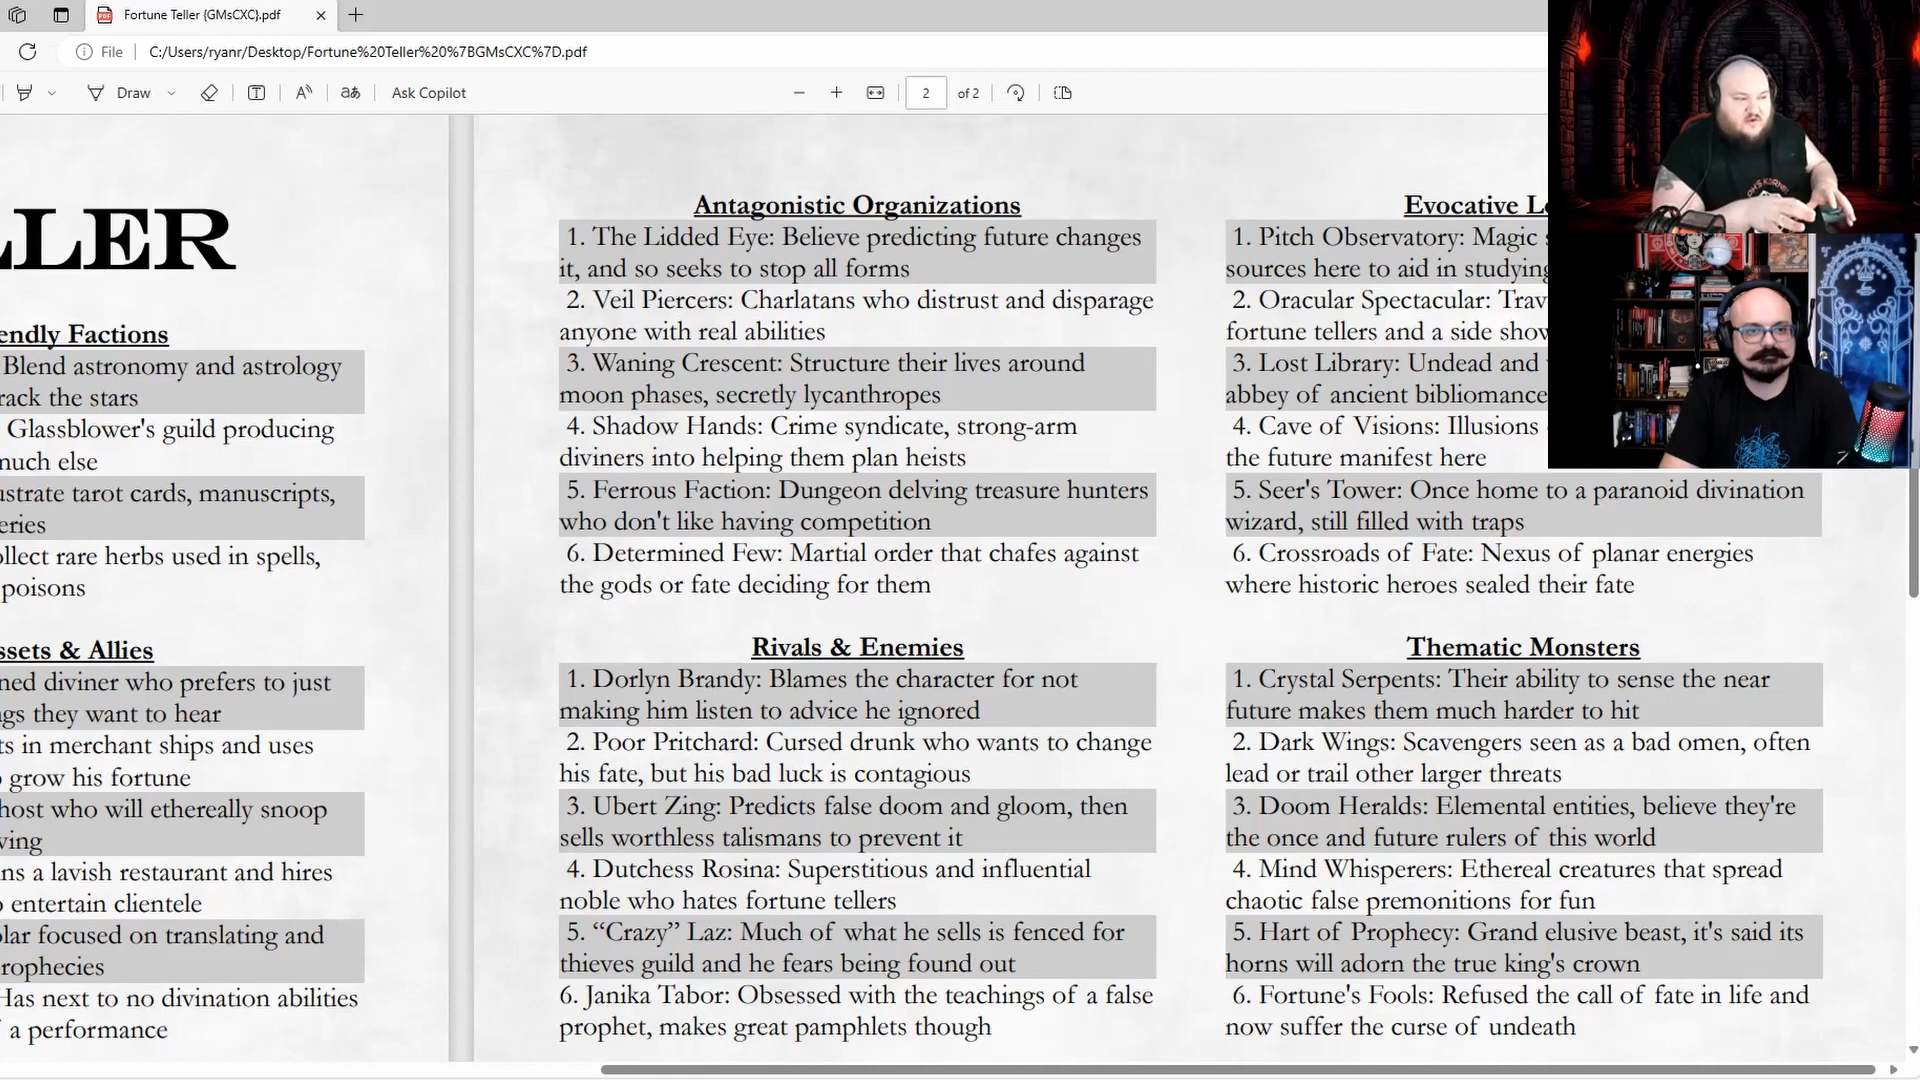 Fortune Teller {GMsCXC}.pdf
File
C:/Users/ryanr/Desktop/Fortune%20Teller%20%7BGMsCXC%7D.pdf
Draw
Ask Copilot
2 of 2
LLER
endly Factions
Blend astronomy and astrology
rack the stars
Glassblower's guild producing
much else
ustrate tarot cards, manuscripts,
eries
ollect rare herbs used in spells,
poisons
ssets & Allies
ned diviner who prefers to just
ngs they want to hear
ts in merchant ships and uses
o grow his fortune
host who will ethereally snoop
ving
ns a lavish restaurant and hires
o entertain clientele
olar focused on translating and
rophecies
Has next to no divination abilities
f a performance
Antagonistic Organizations
1. The Lidded Eye: Believe predicting future changes
it, and so seeks to stop all forms
2. Veil Piercers: Charlatans who distrust and disparage
anyone with real abilities
3. Waning Crescent: Structure their lives around
moon phases, secretly lycanthropes
4. Shadow Hands: Crime syndicate, strong-arm
diviners into helping them plan heists
5. Ferrous Faction: Dungeon delving treasure hunters
who don't like having competition
6. Determined Few: Martial order that chafes against
the gods or fate deciding for them
Rivals & Enemies
1. Dorlyn Brandy: Blames the character for not
making him listen to advice he ignored
2. Poor Pritchard: Cursed drunk who wants to change
his fate, but his bad luck is contagious
3. Ubert Zing: Predicts false doom and gloom, then
sells worthless talismans to prevent it
4. Dutchess Rosina: Superstitious and influential
noble who hates fortune tellers
5. “Crazy” Laz: Much of what he sells is fenced for
thieves guild and he fears being found out
6. Janika Tabor: Obsessed with the teachings of a false
prophet, makes great pamphlets though
Evocative L
1. Pitch Observatory: Magic
sources here to aid in studying
2. Oracular Spectacular: Trav
fortune tellers and a side show
3. Lost Library: Undead and
abbey of ancient bibliomance
4. Cave of Visions: Illusions
the future manifest here
5. Seer's Tower: Once home to a paranoid divination
wizard, still filled with traps
6. Crossroads of Fate: Nexus of planar energies
where historic heroes sealed their fate
Thematic Monsters
1. Crystal Serpents: Their ability to sense the near
future makes them much harder to hit
2. Dark Wings: Scavengers seen as a bad omen, often
lead or trail other larger threats
3. Doom Heralds: Elemental entities, believe they're
the once and future rulers of this world
4. Mind Whisperers: Ethereal creatures that spread
chaotic false premonitions for fun
5. Hart of Prophecy: Grand elusive beast, it's said its
horns will adorn the true king's crown
6. Fortune's Fools: Refused the call of fate in life and
now suffer the curse of undeath